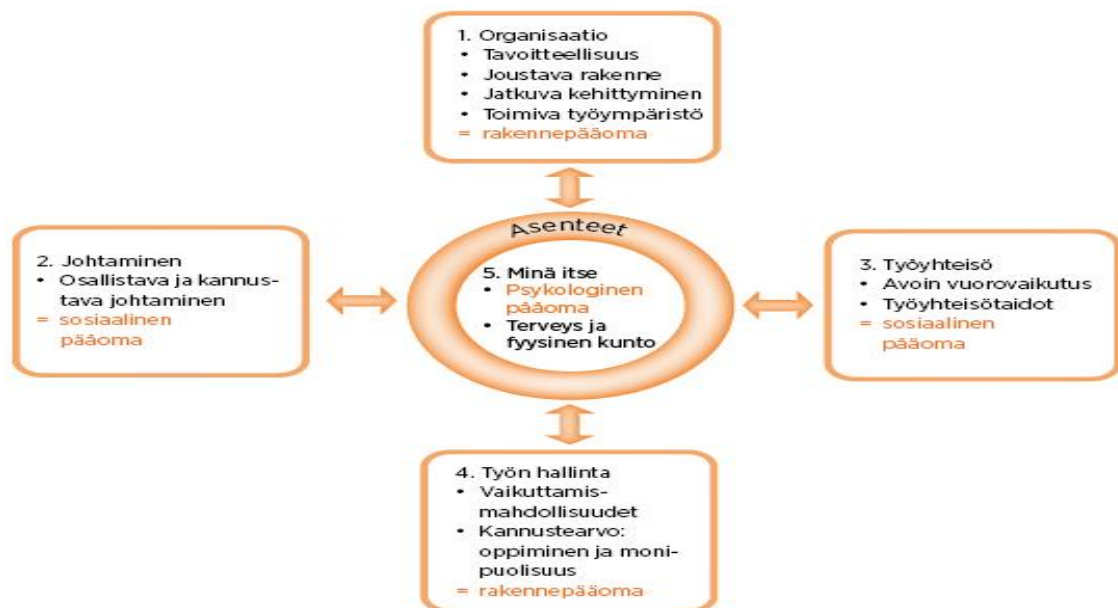 1. Organisaatio
• Tavoitteellisuus
• Joustava rakenne
• Jatkuva kehittyminen
• Toimiva työympäristö
= rakennepääoma
Asenteet
2. Johtaminen
• Osallistava ja kannus-
tava johtaminen
= sosiaalinen
pääoma
5. Minä itse
• Psykologinen
pääoma
• Terveys ja
fyysinen kunto
3. Työyhteisö
• Avoin vuorovaikutus
• Työyhteisötaidot
= sosiaalinen
pääoma
4. Työn hallinta
• Vaikuttamis-
mahdollisuudet
• Kannustearvo:
oppiminen ja moni-
puolisuus
= rakennepääoma